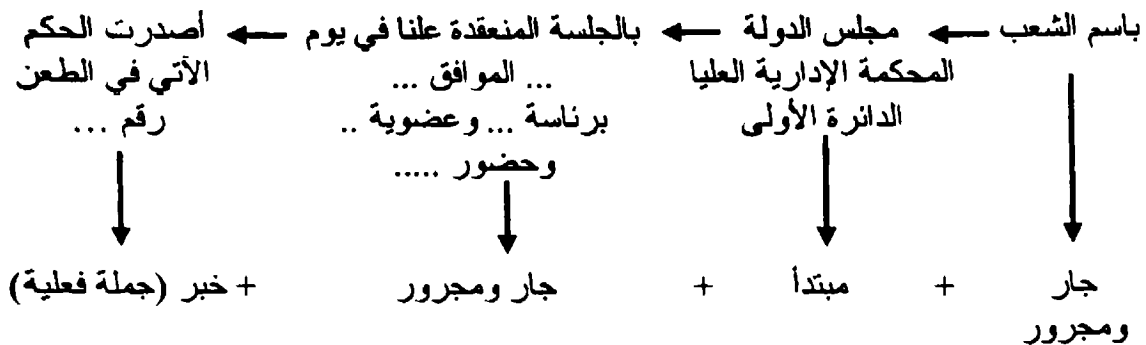 باسم الشعب ← مجلس الدولة ← بالجلسة المنعقدة علنا في يوم ← أصدرت الحكم
المحكمة الإدارية العليا ... الموافق ... الآتي في الطعن
الدائرة الأولى برئاسة ... وعضوية .. رقم ...
وحضور .....
جار + مبتدأ + جار ومجرور + خبر (جملة فعلية)
ومجرور